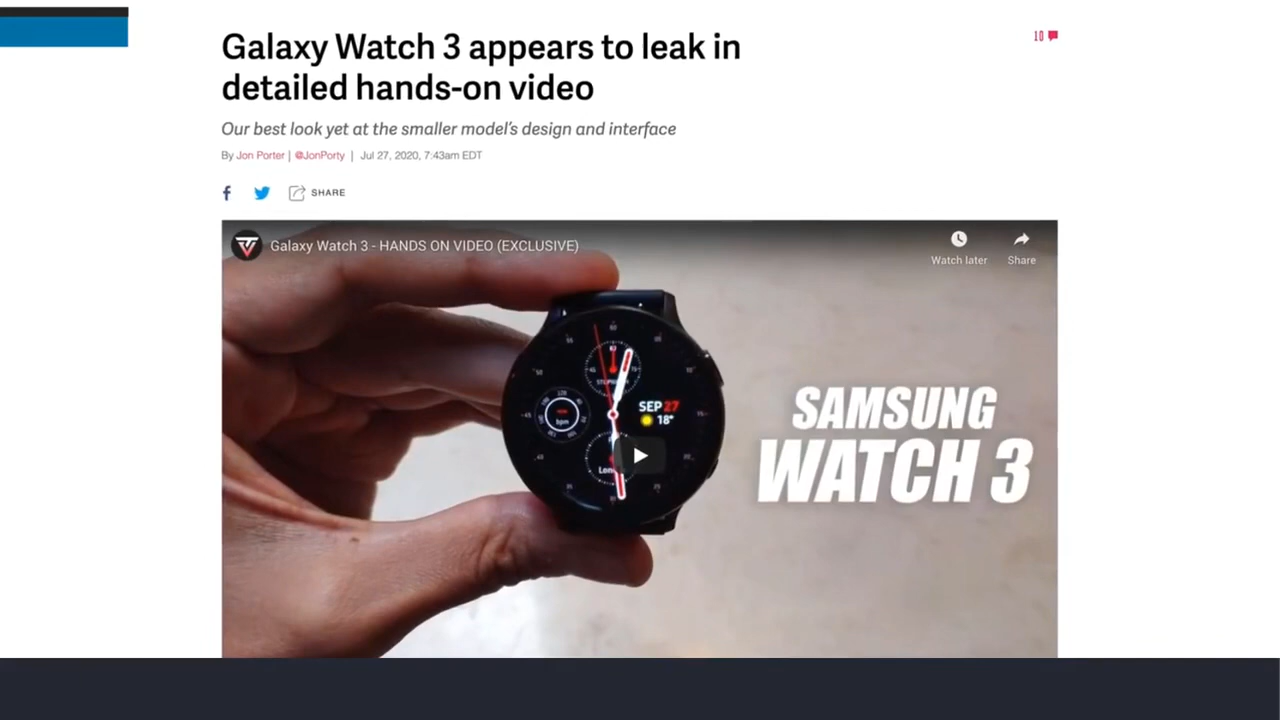 Galaxy Watch 3 appears to leak in
detailed hands-on video
10
Our best look yet at the smaller model's design and interface
By Jon Porter | @JonPorty | Jul 27, 2020, 7:43am EDT
SHARE
Galaxy Watch 3 - HANDS ON VIDEO (EXCLUSIVE)
Watch later
Share
60
SEP 27
18°
bpm
SAMSUNG
WATCH 3